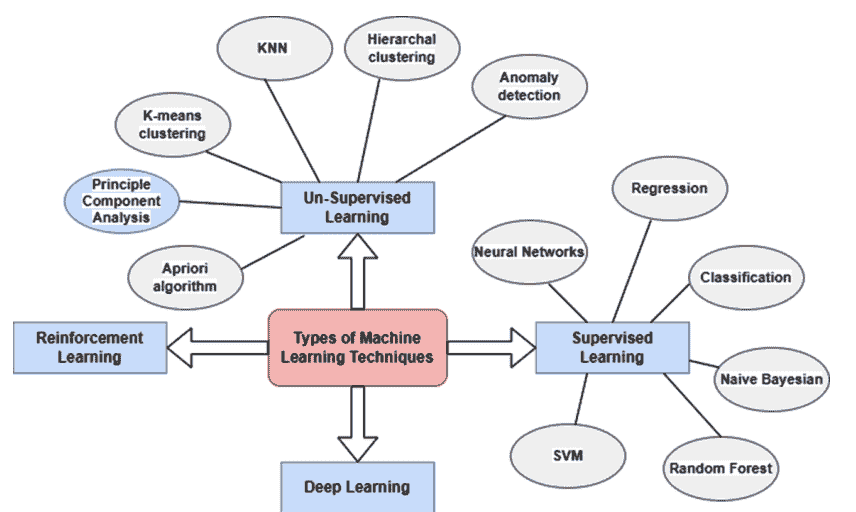 KNN
Hierarchal
clustering
Anomaly
detection
K-means
clustering
Principle
Component
Analysis
Un-Supervised
Learning
Regression
Neural Networks
Apriori
algorithm
Classification
Reinforcement
Learning
Types of Machine
Learning Techniques
Supervised
Learning
Naive Bayesian
SVM
Random Forest
Deep Learning